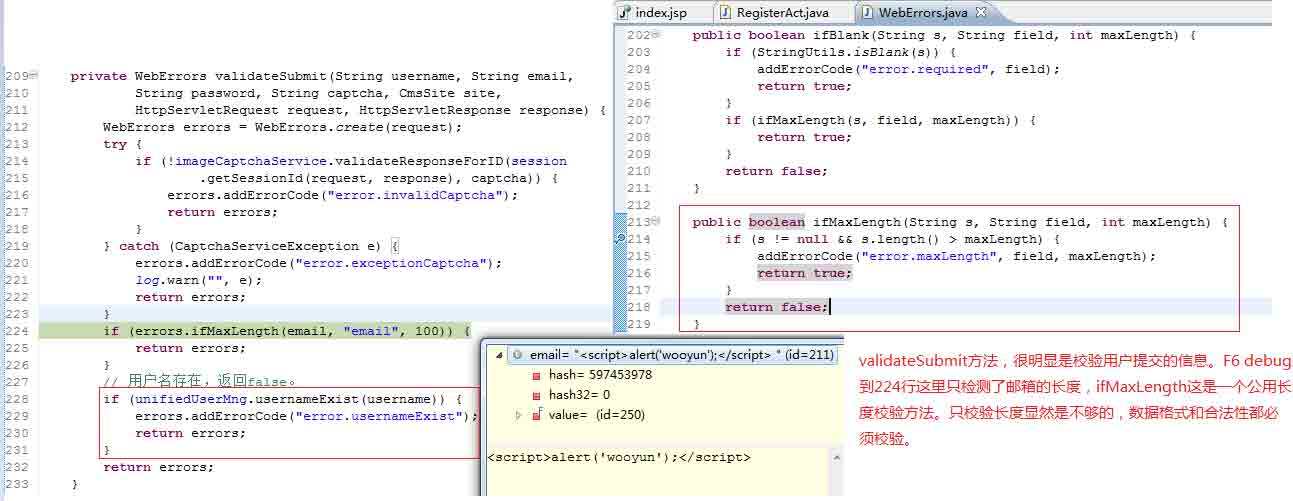 index.jsp RegisterAct.java WebErrors.java
209 private WebErrors validateSubmit(String username, String email,
210 String password, String captcha, CmsSite site,
211 HttpServletRequest request, HttpServletResponse response) {
212 WebErrors errors = WebErrors.create(request);
213 try {
214 if (!imageCaptchaService.validateResponseForID(session
215 .getSessionId(request, response), captcha)) {
216 errors.addErrorCode("error.invalidCaptcha");
217 return errors;
218 }
219 } catch (CaptchaServiceException e) {
220 errors.addErrorCode("error.exceptionCaptcha");
221 log.warn("", e);
222 return errors;
223 }
224 if (errors.ifMaxLength(email, "email", 100)) {
225 return errors;
226 }
227 // 用户名存在，返回false。
228 if (unifiedUserMng.usernameExist(username)) {
229 errors.addErrorCode("error.usernameExist");
230 return errors;
231 }
232 return errors;
233 }
202 public boolean ifBlank(String s, String field, int maxLength) {
203 if (StringUtils.isBlank(s)) {
204 addErrorCode("error.required", field);
205 return true;
206 }
207 if (ifMaxLength(s, field, maxLength)) {
208 return true;
209 }
210 return false;
211 }
212
213 public boolean ifMaxLength(String s, String field, int maxLength) {
214 if (s != null && s.length() > maxLength) {
215 addErrorCode("error.maxLength", field, maxLength);
216 return true;
217 }
218 return false;
219 }
email= "<script>alert('wooyun');</script> " (id=211)
hash= 597453978
hash32= 0
value= (id=250)
<script>alert('wooyun');</script>
validateSubmit方法，很明显是校验用户提交的信息。F6 debug
到224行这里只检测了邮箱的长度，ifMaxLength这是一个公用长
度校验方法。只校验长度显然是不够的，数据格式和合法性都必
须校验。